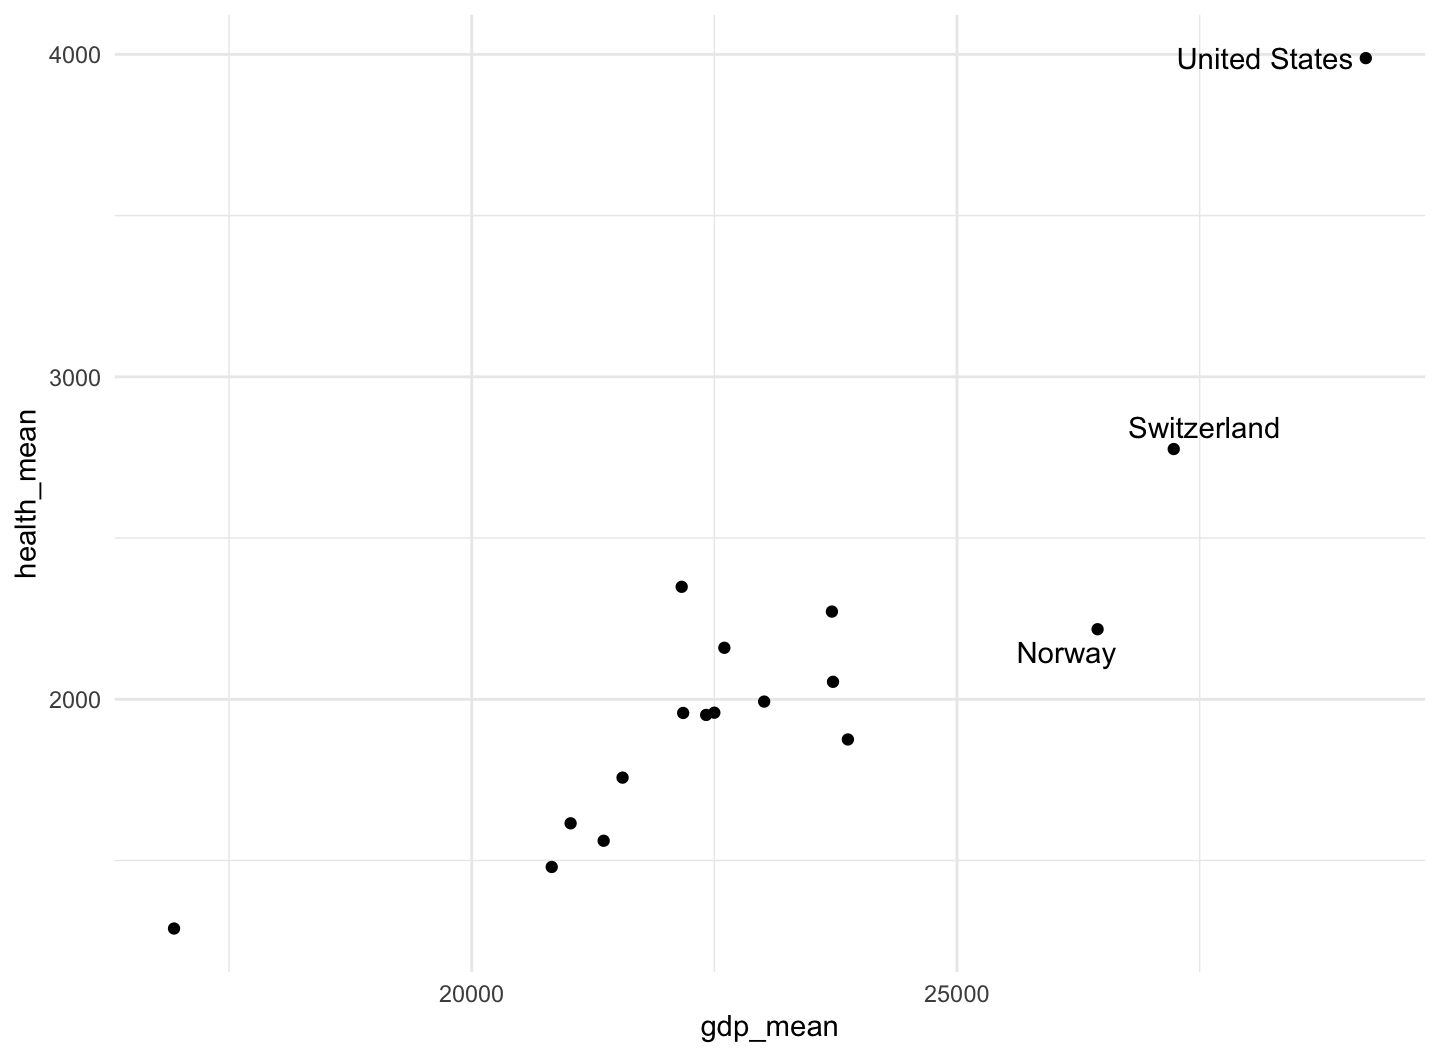 4000
United States
3000
Switzerland
Norway
2000
health_mean
20000
25000
gdp_mean